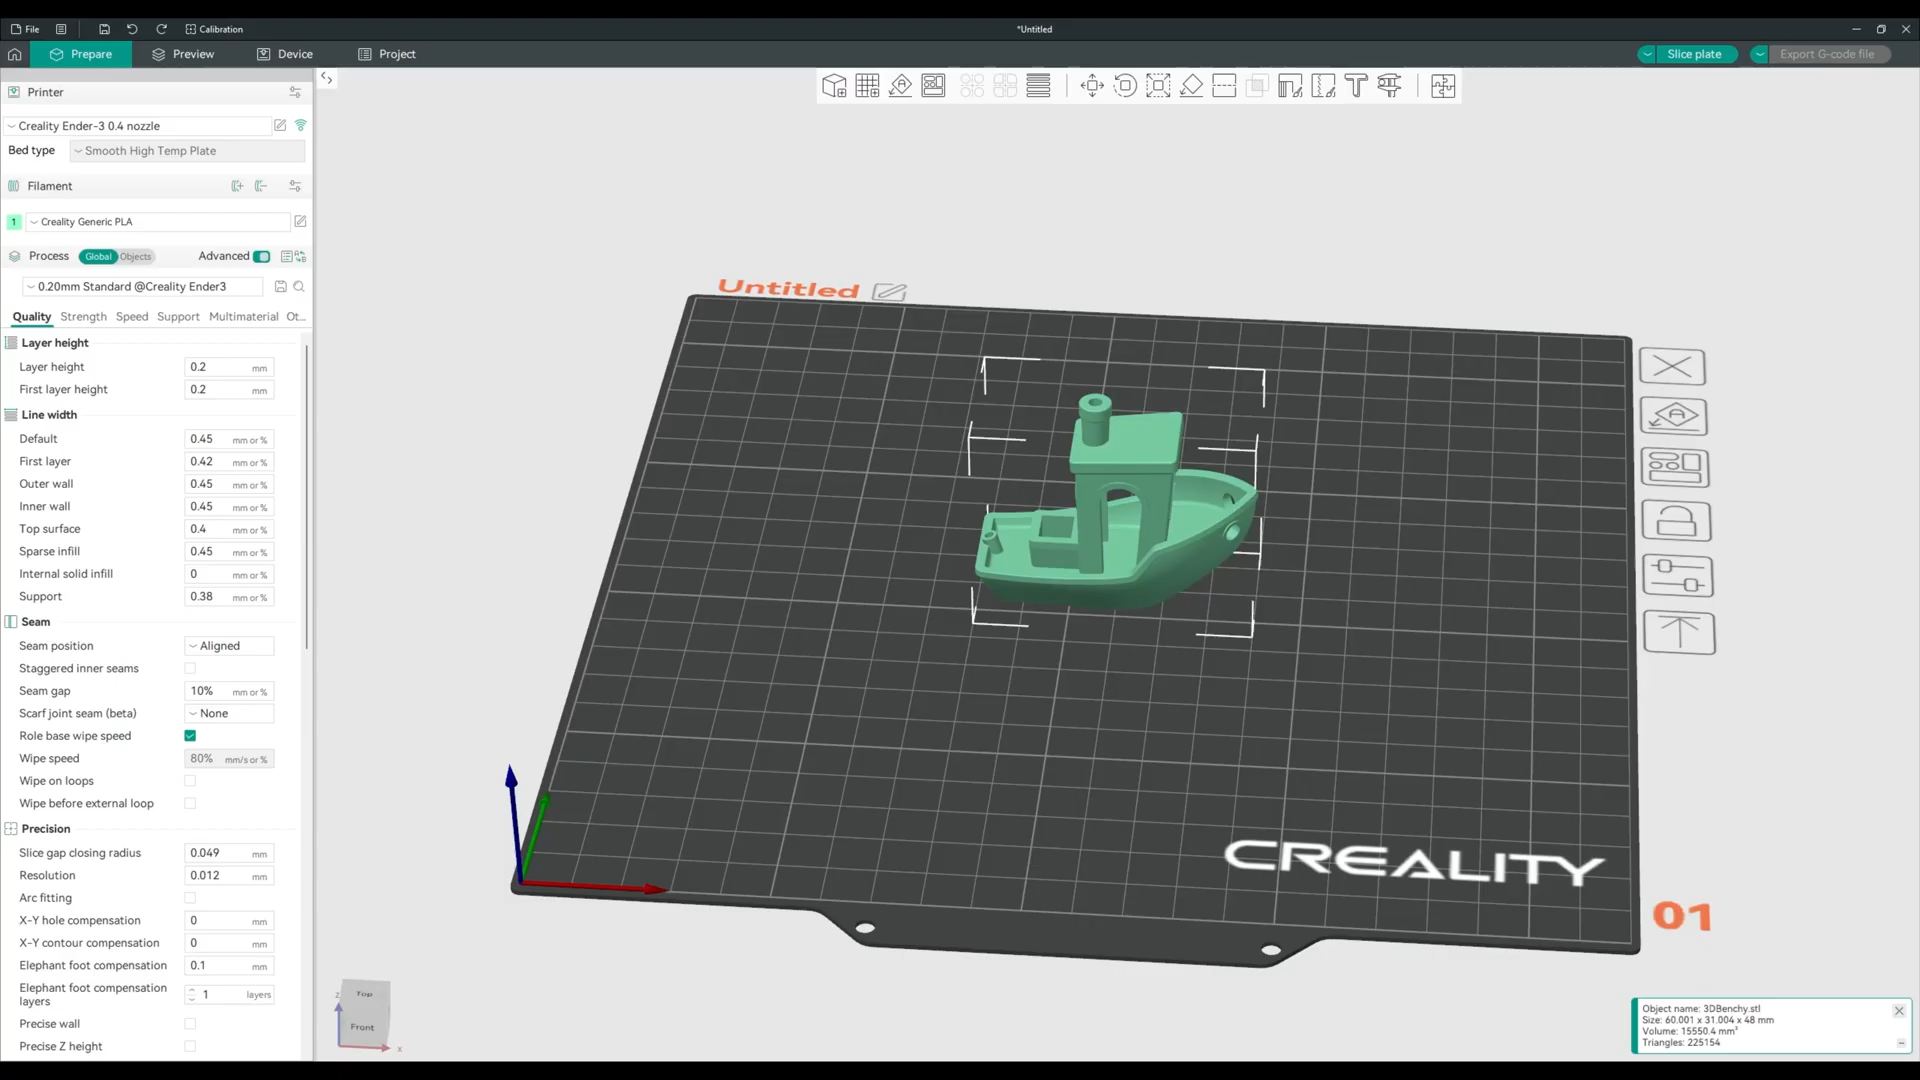 File
Calibration
*Untitled
Prepare
Preview
Device
Project
Slice plate
Export G-code file
Printer
Creality Ender-3 0.4 nozzle
Bed type
Smooth High Temp Plate
Filament
1
Creality Generic PLA
Process
Global
Objects
Advanced
0.20mm Standard @Creality Ender3
Quality
Strength
Speed
Support
Multimaterial
Ot...
Layer height
Layer height 0.2 mm
First layer height 0.2 mm
Line width
Default 0.45 mm or %
First layer 0.42 mm or %
Outer wall 0.45 mm or %
Inner wall 0.45 mm or %
Top surface 0.4 mm or %
Sparse infill 0.45 mm or %
Internal solid infill 0 mm or %
Support 0.38 mm or %
Seam
Seam position Aligned
Staggered inner seams
Seam gap 10% mm or %
Scarf joint seam (beta) None
Role base wipe speed
Wipe speed 80% mm/s or %
Wipe on loops
Wipe before external loop
Precision
Slice gap closing radius 0.049 mm
Resolution 0.012 mm
Arc fitting
X-Y hole compensation 0 mm
X-Y contour compensation 0 mm
Elephant foot compensation 0.1 mm
Elephant foot compensation
layers 1 layers
Precise wall
Precise Z height
Untitled
CREALITY
01
Top
Front
z
x
Object name: 3DBenchy.stl
Size: 60.001 x 31.004 x 48 mm
Volume: 15550.4 mm³
Triangles: 225154